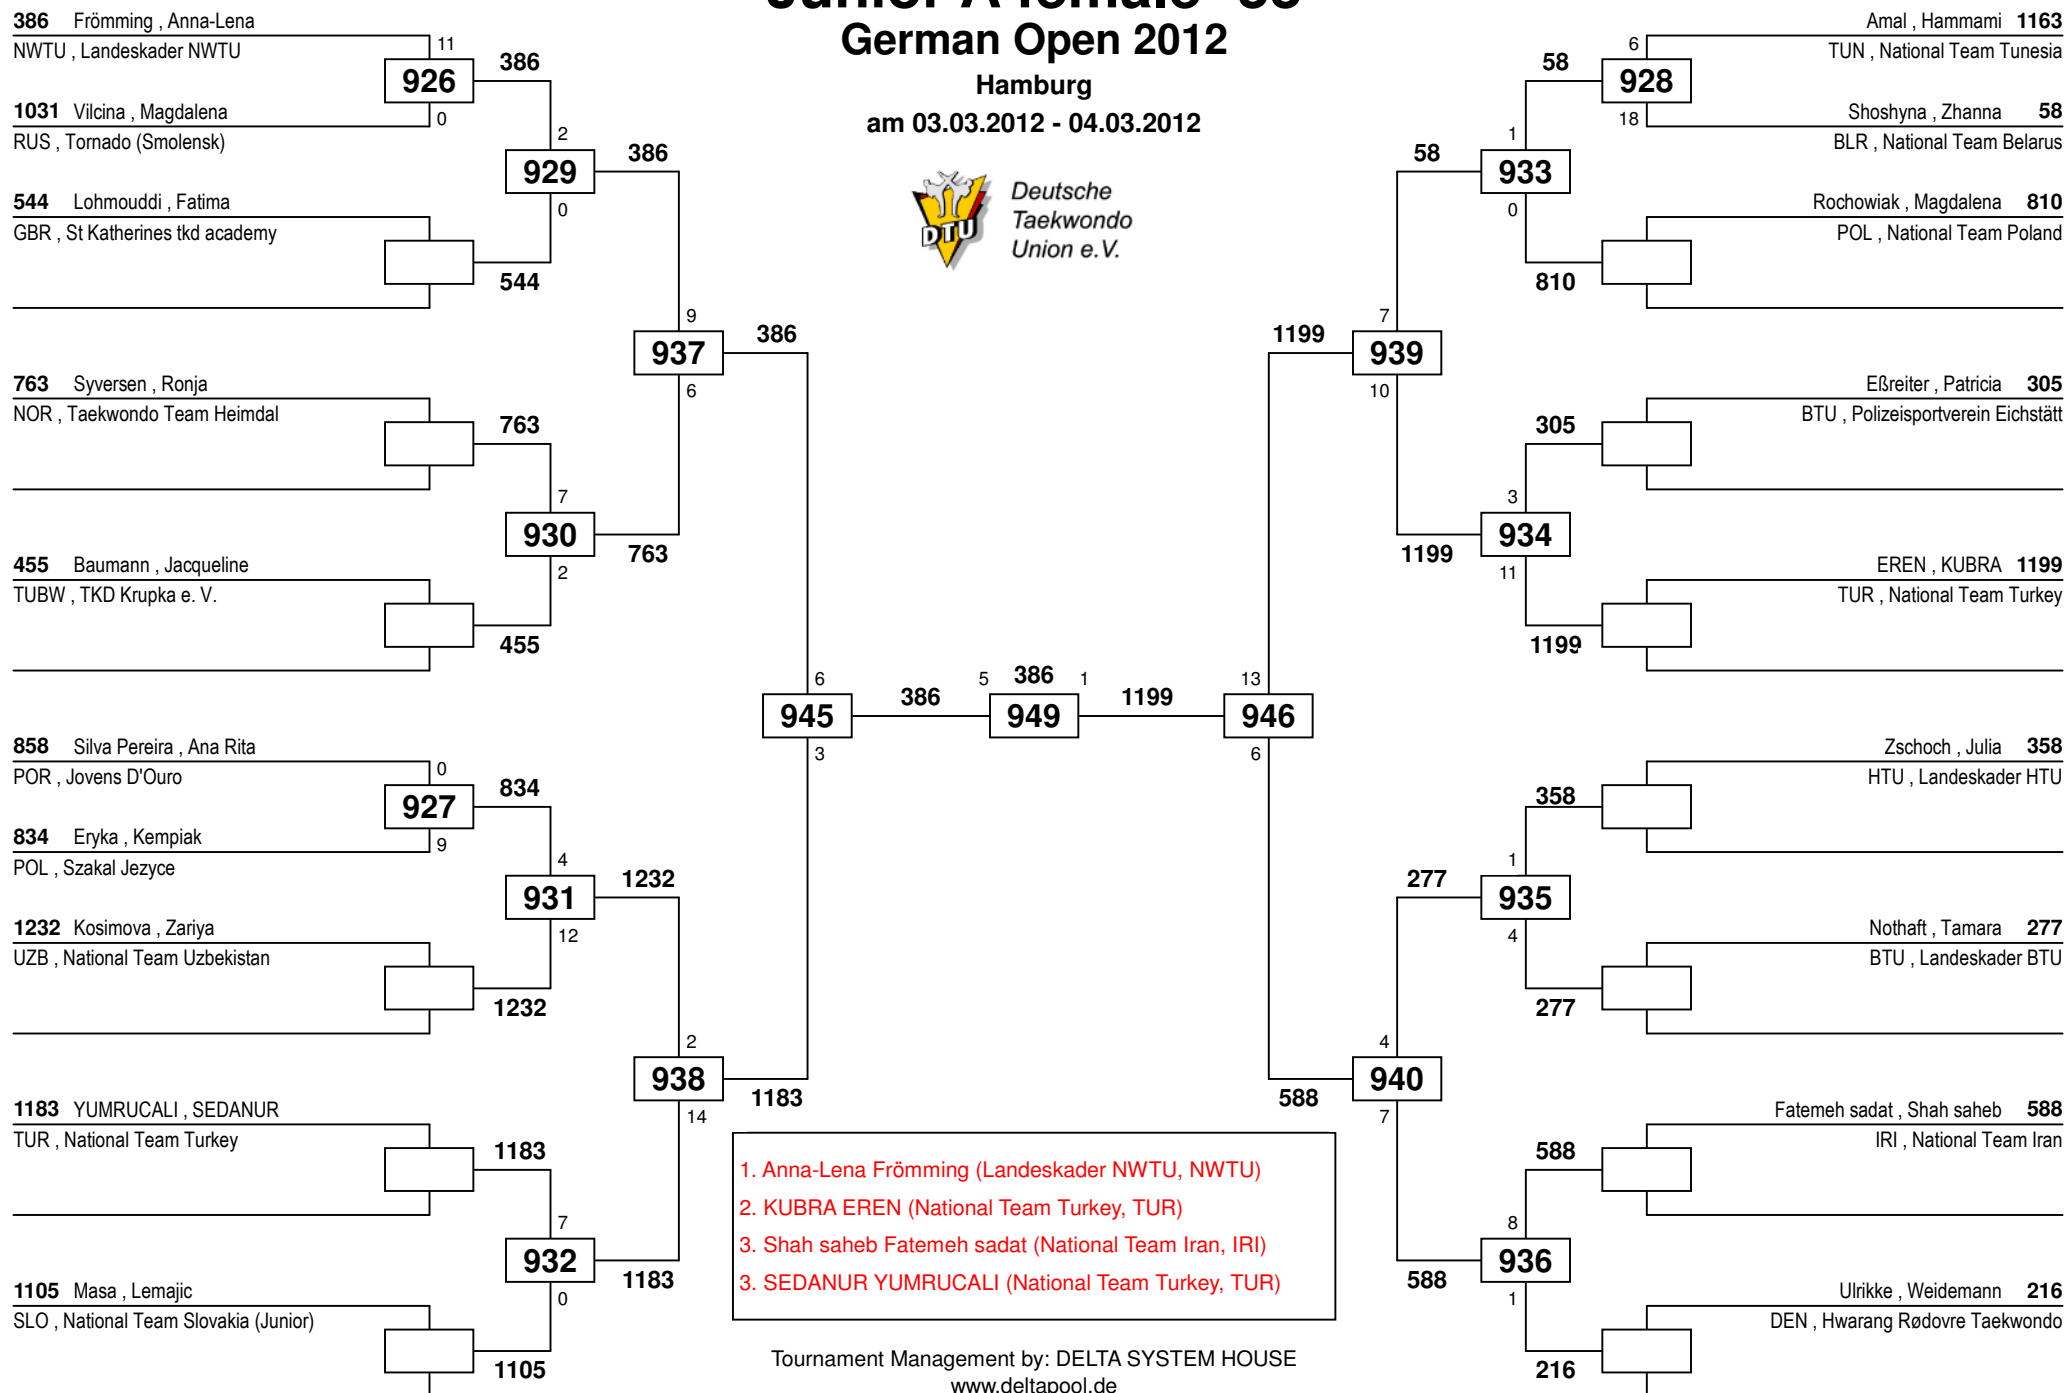 German Open 2012
Hamburg
am 03.03.2012 - 04.03.2012
DTU
Deutsche
Taekwondo
Union e.V.
386 Frömming , Anna-Lena
NWTU , Landeskader NWTU
11
926
386
1031 Vilcina , Magdalena
0
RUS , Tornado (Smolensk)
2
929
386
544 Lohmouddi , Fatima
0
GBR , St Katherines tkd academy
544
9
937
386
6
763 Syversen , Ronja
NOR , Taekwondo Team Heimdal
763
7
930
763
2
455 Baumann , Jacqueline
TUBW , TKD Krupka e. V.
455
6
945
386
3
858 Silva Pereira , Ana Rita
POR , Jovens D'Ouro
0
927
834
834 Eryka , Kempiak
9
POL , Szakal Jezyce
4
931
1232
12
1232 Kosimova , Zariya
UZB , National Team Uzbekistan
1232
2
938
1183
14
1183 YUMRUCALI , SEDANUR
TUR , National Team Turkey
1183
7
932
1183
0
1105 Masa , Lemajic
SLO , National Team Slovakia (Junior)
1105
5 386 1
949
1199
Amal , Hammami 1163
TUN , National Team Tunesia
6
58
928
18
Shoshyna , Zhanna 58
BLR , National Team Belarus
1
58
933
0
Rochowiak , Magdalena 810
POL , National Team Poland
810
7
1199
939
10
Eßreiter , Patricia 305
BTU , Polizeisportverein Eichstätt
305
3
934
1199
11
EREN , KUBRA 1199
TUR , National Team Turkey
1199
13
946
6
Zschoch , Julia 358
HTU , Landeskader HTU
358
1
277
935
4
Nothaft , Tamara 277
BTU , Landeskader BTU
277
4
940
588
7
Fatemeh sadat , Shah saheb 588
IRI , National Team Iran
588
8
936
588
1
Ulrikke , Weidemann 216
DEN , Hwarang Rødovre Taekwondo
216
1. Anna-Lena Frömming (Landeskader NWTU, NWTU)
2. KUBRA EREN (National Team Turkey, TUR)
3. Shah saheb Fatemeh sadat (National Team Iran, IRI)
3. SEDANUR YUMRUCALI (National Team Turkey, TUR)
Tournament Management by: DELTA SYSTEM HOUSE
www.deltapool.de